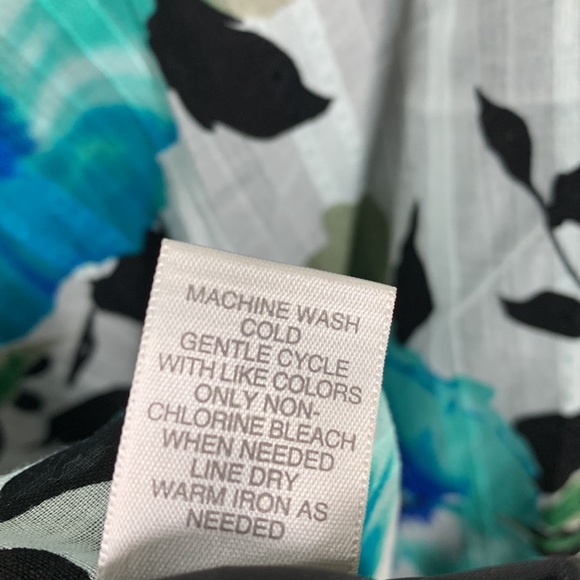 MACHINE WASH
COLD
GENTLE CYCLE
WITH LIKE COLORS
ONLY NON-
CHLORINE BLEACH
WHEN NEEDED
LINE DRY
WARM IRON AS
NEEDED